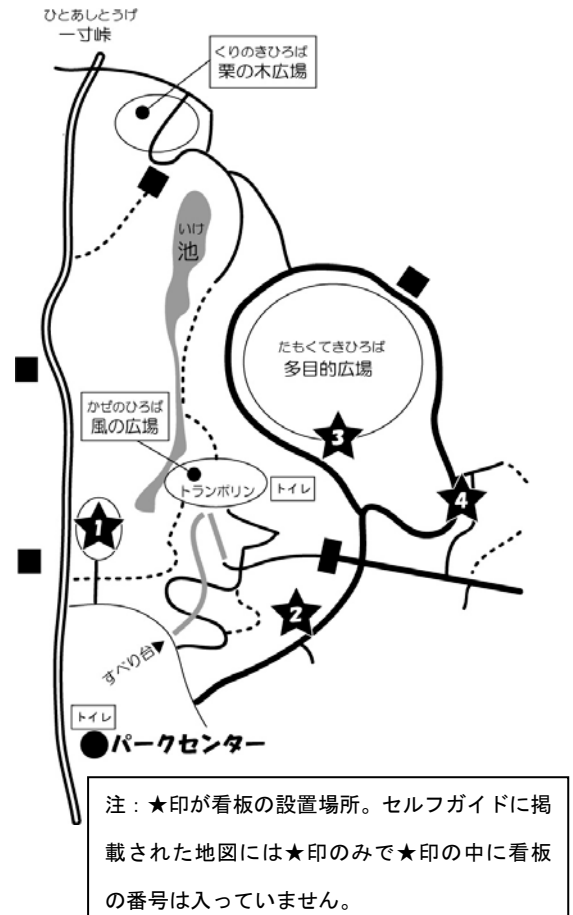 ひとあしとうげ
一寸峠
くりのきひろば
栗の木広場
いけ
池
たもくてきひろば
多目的広場
かぜのひろば
風の広場
3
トランポリン
トイレ
4
1
2
すべり台▼
トイレ
パークセンター
注：★印が看板の設置場所。セルフガイドに掲
載された地図には★印のみで★印の中に看板
の番号は入っていません。